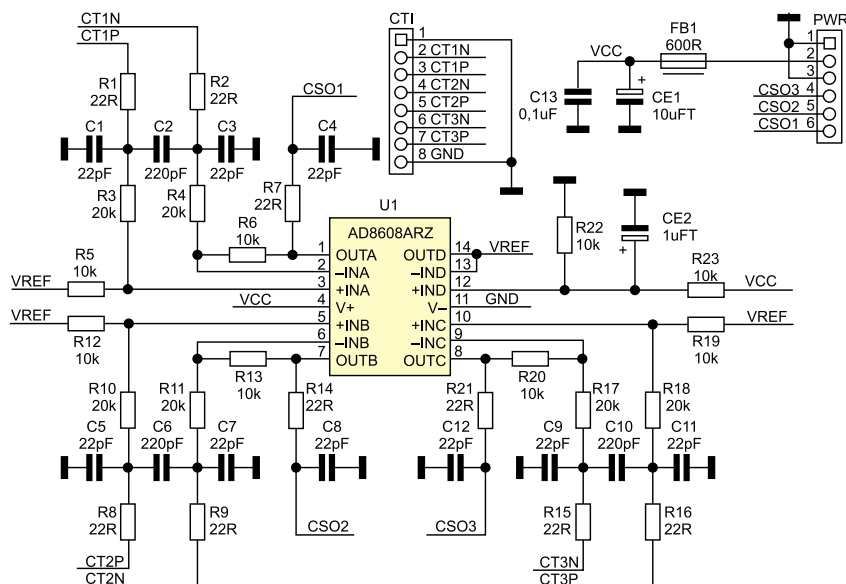 CT1N
CT1P
R1
22R
R2
22R
C1
22pF
C2
220pF
C3
22pF
R3
20k
R4
20k
CSO1
C4
22pF
R7
22R
R6
10k
R5
10k
VREF
CTI
1
2 CT1N
3 CT1P
4 CT2N
5 CT2P
6 CT3N
7 CT3P
8 GND
VCC
FB1
600R
C13
0,1uF
CE1
10uFT
+
PWR
1
2
3
CSO3 4
CSO2 5
CSO1 6
U1
AD8608ARZ
1 OUTA OUTD 14
2 –INA –IND 13
3 +INA +IND 12
4 V+ V– 11
5 +INB +INC 10
6 –INB –INC 9
7 OUTB OUTC 8
VREF
R22
10k
CE2
1uFT
+
R23
10k
VCC
VCC
GND
VREF
R12
10k
VREF
R19
10k
R13
10k
R20
10k
R10
20k
R11
20k
R14
22R
R21
22R
R17
20k
R18
20k
C5
22pF
C6
220pF
C7
22pF
C8
22pF
C12
22pF
C9
22pF
C10
220pF
C11
22pF
R8
22R
R9
22R
CSO2
CSO3
R15
22R
R16
22R
CT2P
CT2N
CT3N
CT3P